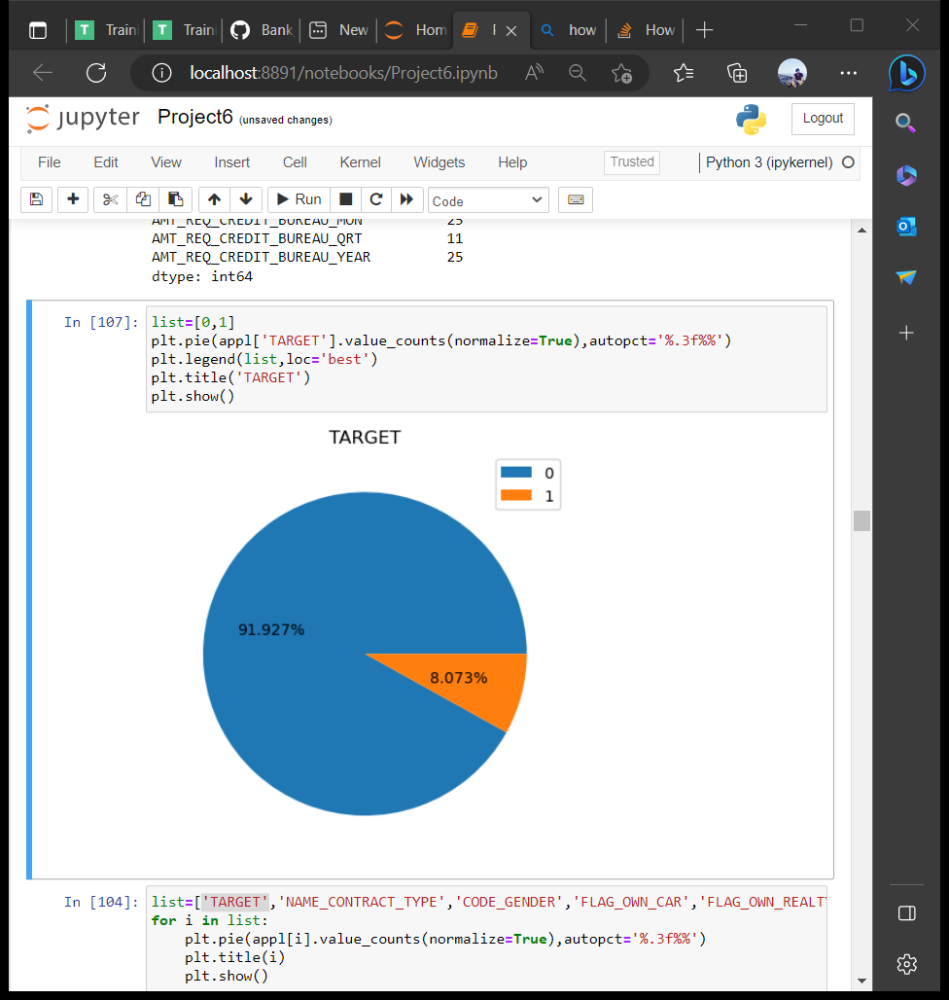 T Traini T Traini Bank New Hom F how How
localhost:8891/notebooks/Project6.ipynb
jupyter Project6 (unsaved changes) Logout
File Edit View Insert Cell Kernel Widgets Help Trusted Python 3 (ipykernel)
Run Code
AMT_REQ_CREDIT_BUREAU_MON 25
AMT_REQ_CREDIT_BUREAU_QRT 11
AMT_REQ_CREDIT_BUREAU_YEAR 25
dtype: int64
In [107]: list=[0,1]
plt.pie(appl['TARGET'].value_counts(normalize=True),autopct='%.3f%%')
plt.legend(list,loc='best')
plt.title('TARGET')
plt.show()
TARGET
0
1
91.927%
8.073%
In [104]: list=['TARGET','NAME_CONTRACT_TYPE','CODE_GENDER','FLAG_OWN_CAR','FLAG_OWN_REALT
for i in list:
plt.pie(appl[i].value_counts(normalize=True),autopct='%.3f%%')
plt.title(i)
plt.show()